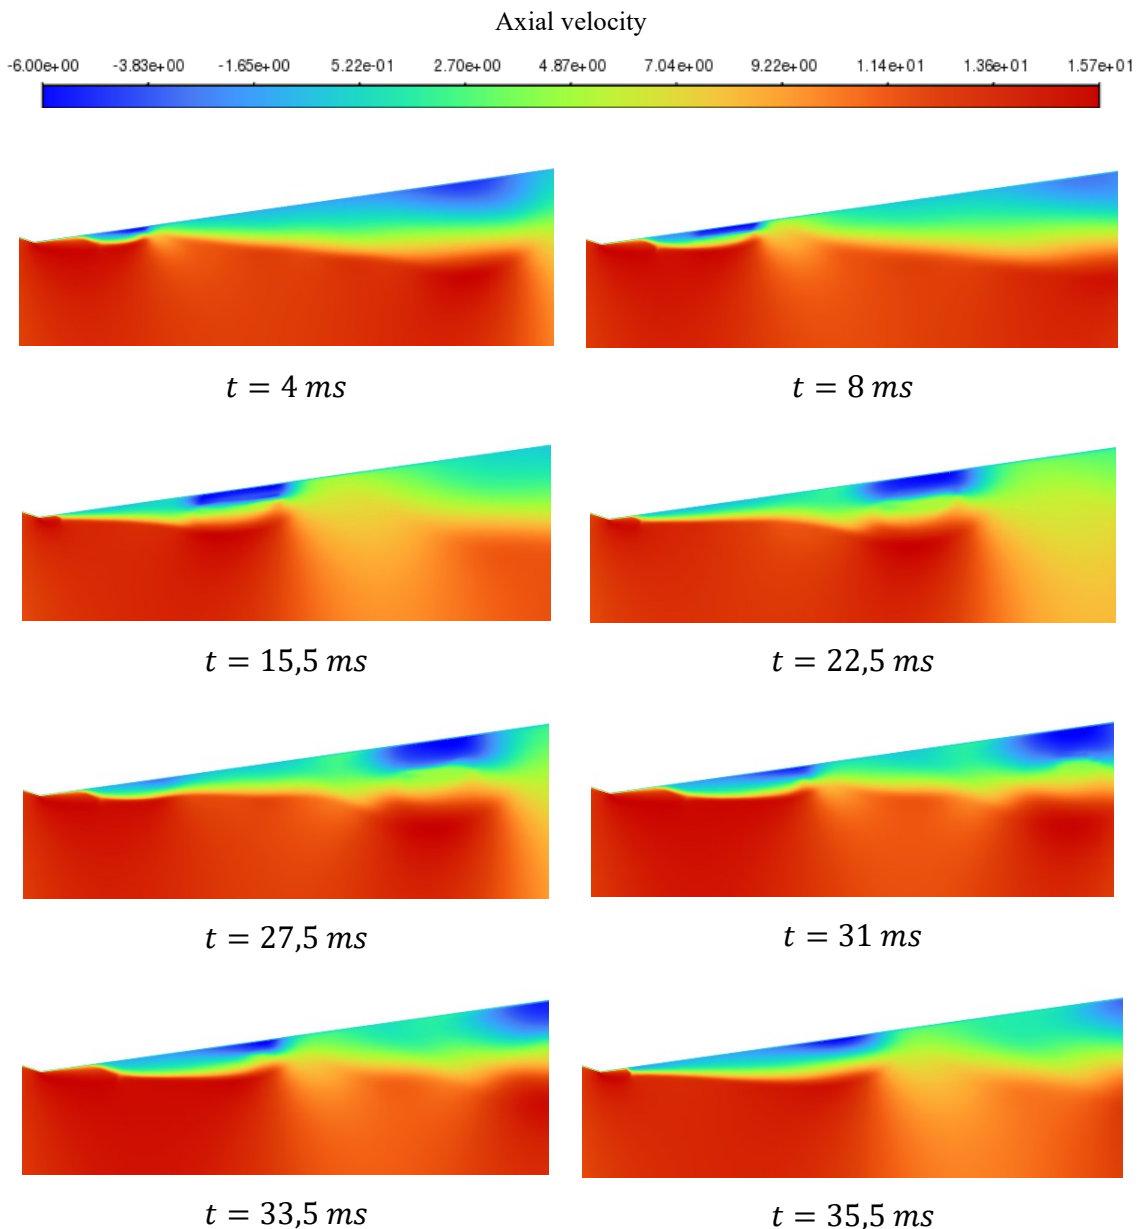 Axial velocity
-6.00e+00 -3.83e+00 -1.65e+00 5.22e-01 2.70e+00 4.87e+00 7.04e+00 9.22e+00 1.14e+01 1.36e+01 1.57e+01
t = 4 ms
t = 8 ms
t = 15,5 ms
t = 22,5 ms
t = 27,5 ms
t = 31 ms
t = 33,5 ms
t = 35,5 ms